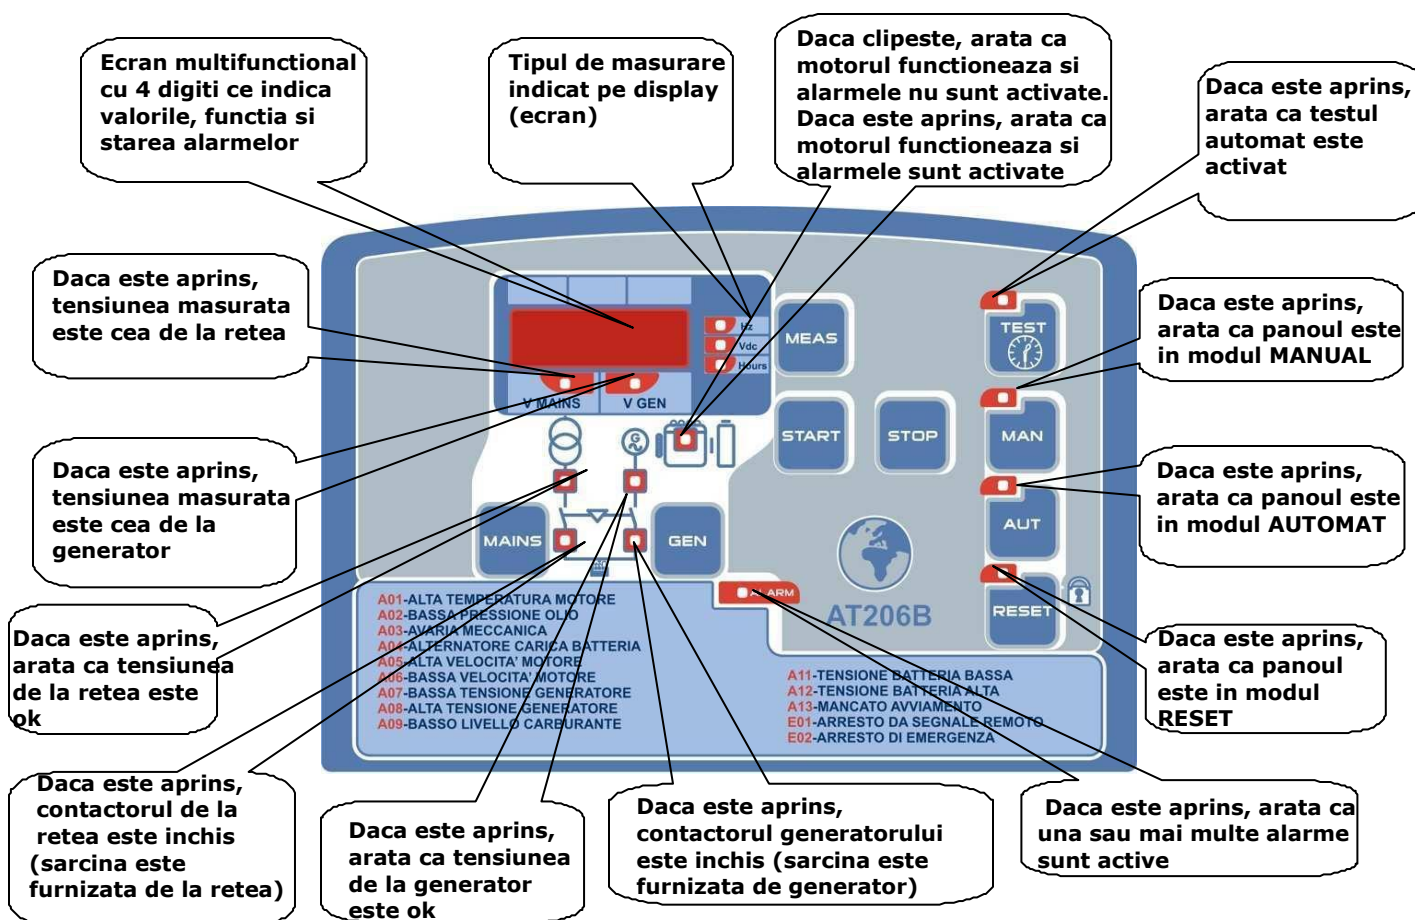 Ecran multifunctional
cu 4 digiti ce indica
valorile, functia si
starea alarmelor
Tipul de masurare
indicat pe display
(ecran)
Daca clipeste, arata ca
motorul functioneaza si
alarmele nu sunt activate.
Daca este aprins, arata ca
motorul functioneaza si
alarmele sunt activate
Daca este aprins,
arata ca testul
automat este
activat
Daca este aprins,
tensiunea masurata
este cea de la retea
Daca este aprins,
arata ca panoul este
in modul MANUAL
Hz
Vdc
Hours
MEAS
TEST
V MAINS
V GEN
G
START
STOP
MAN
Daca este aprins,
tensiunea masurata
este cea de la
generator
Daca este aprins,
arata ca panoul este
in modul AUTOMAT
MAINS
GEN
AUT
ALARM
RESET
AT206B
A01-ALTA TEMPERATURA MOTORE
A02-BASSA PRESSIONE OLIO
A03-AVARIA MECCANICA
A04-ALTERNATORE CARICA BATTERIA
A05-ALTA VELOCITA' MOTORE
A06-BASSA VELOCITA' MOTORE
A07-BASSA TENSIONE GENERATORE
A08-ALTA TENSIONE GENERATORE
A09-BASSO LIVELLO CARBURANTE
A11-TENSIONE BATTERIA BASSA
A12-TENSIONE BATTERIA ALTA
A13-MANCATO AVVIAMENTO
E01-ARRESTO DA SEGNALE REMOTO
E02-ARRESTO DI EMERGENZA
Daca este aprins,
arata ca tensiunea
de la retea este
ok
Daca este aprins,
arata ca panoul
este in modul
RESET
Daca este aprins,
contactorul de la
retea este inchis
(sarcina este
furnizata de la retea)
Daca este aprins,
arata ca tensiunea
de la generator
este ok
Daca este aprins,
contactorul generatorului
este inchis (sarcina este
furnizata de generator)
Daca este aprins, arata ca
una sau mai multe alarme
sunt active